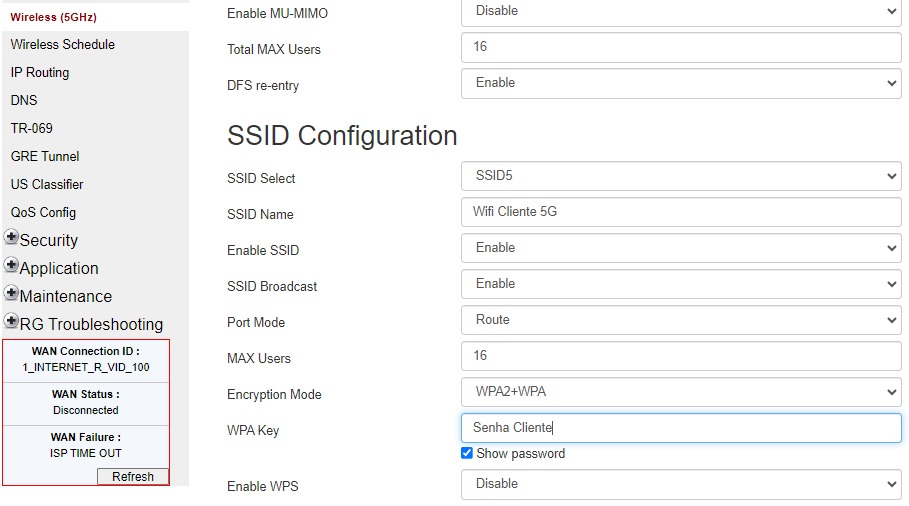 Wireless (5GHz)
Wireless Schedule
IP Routing
DNS
TR-069
GRE Tunnel
US Classifier
QoS Config
Security
Application
Maintenance
RG Troubleshooting
WAN Connection ID :
1_INTERNET_R_VID_100
WAN Status :
Disconnected
WAN Failure :
ISP TIME OUT
Refresh
Enable MU-MIMO Disable
Total MAX Users 16
DFS re-entry Enable
SSID Configuration
SSID Select SSID5
SSID Name Wifi Cliente 5G
Enable SSID Enable
SSID Broadcast Enable
Port Mode Route
MAX Users 16
Encryption Mode WPA2+WPA
WPA Key Senha Cliente
Show password
Enable WPS Disable